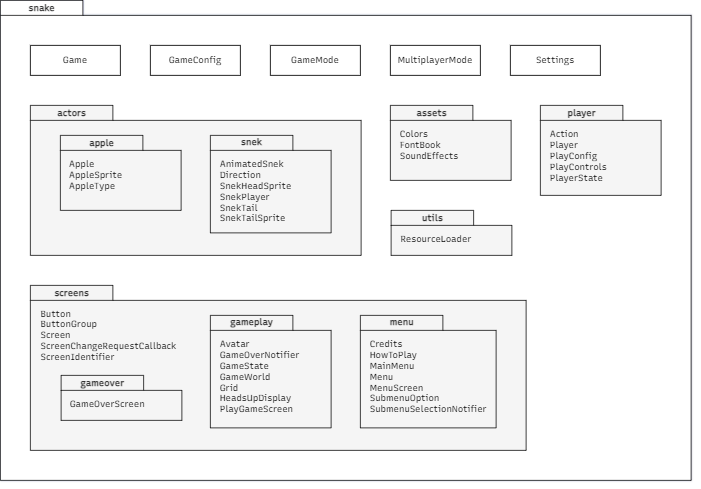 snake
Game
GameConfig
GameMode
MultiplayerMode
Settings
actors
apple
Apple
AppleSprite
AppleType
snek
AnimatedSnek
Direction
SnekHeadSprite
SnekPlayer
SnekTail
SnekTailSprite
assets
Colors
FontBook
SoundEffects
player
Action
Player
PlayConfig
PlayControls
PlayerState
utils
ResourceLoader
screens
Button
ButtonGroup
Screen
ScreenChangeRequestCallback
ScreenIdentifier
gameover
GameOverScreen
gameplay
Avatar
GameOverNotifier
GameState
GameWorld
Grid
HeadsUpDisplay
PlayGameScreen
menu
Credits
HowToPlay
MainMenu
Menu
MenuScreen
SubmenuOption
SubmenuSelectionNotifier